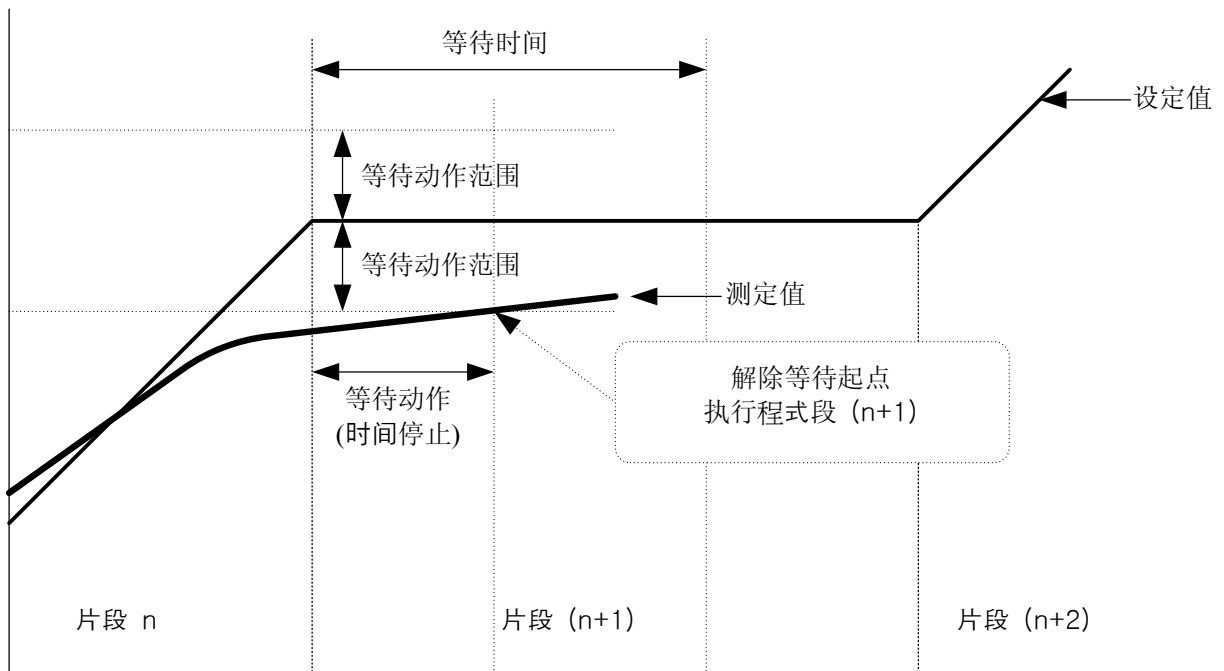 等待时间
设定值
等待动作范围
等待动作范围
测定值
解除等待起点
执行程式段 (n+1)
等待动作
(时间停止)
片段 n
片段 (n+1)
片段 (n+2)